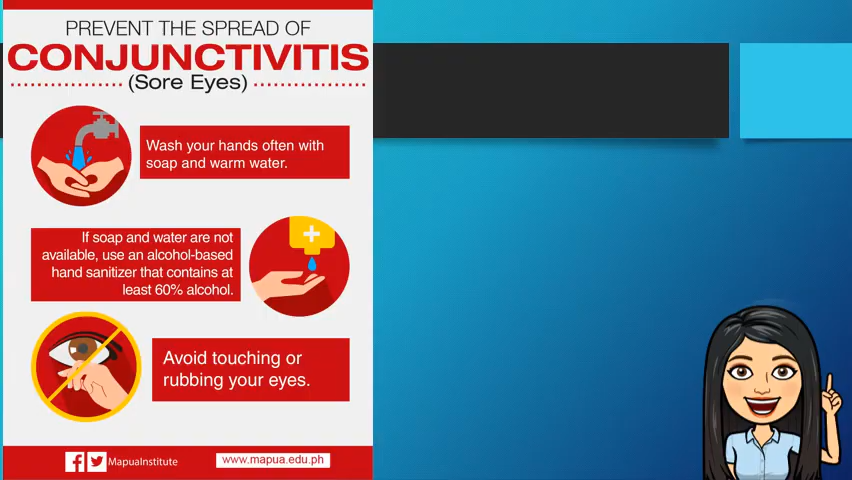 PREVENT THE SPREAD OF
CONJUNCTIVITIS
(Sore Eyes)
Wash your hands often with
soap and warm water.
If soap and water are not
available, use an alcohol-based
hand sanitizer that contains at
least 60% alcohol.
Avoid touching or
rubbing your eyes.
MapuaInstitute
www.mapua.edu.ph